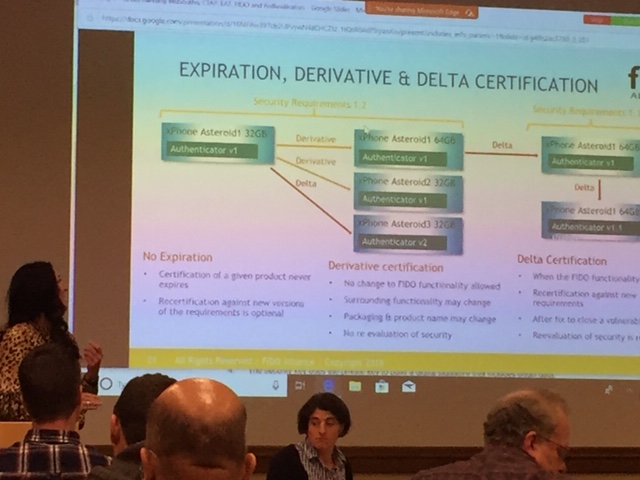 You're sharing Microsoft Edge
EXPIRATION, DERIVATIVE & DELTA CERTIFICATION
Security Requirements 1.2
Security Requirements 1.
xPhone Asteroid1 32GB
Authenticator v1
Derivative
Derivative
Delta
xPhone Asteroid1 64GB
Authenticator v1
xPhone Asteroid2 32GB
Authenticator v1
xPhone Asteroid3 32GB
Authenticator v2
Delta
xPhone Asteroid1 64G
Authenticator v1
Delta
xPhone Asteroid1 64G
Authenticator v1.1
No Expiration
• Certification of a given product never
expires
• Recertification against new versions
of the requirements is optional
Derivative certification
• No change to FIDO functionality allowed
• Surrounding functionality may change
• Packaging & product name may change
• No re evaluation of security
Delta Certification
• When the FIDO functionality
• Recertification against new
requirements
• After fix to close a vulnerabi
• Reevaluation of security is r
All Rights Reserved | FIDO Alliance | Copyright 2018